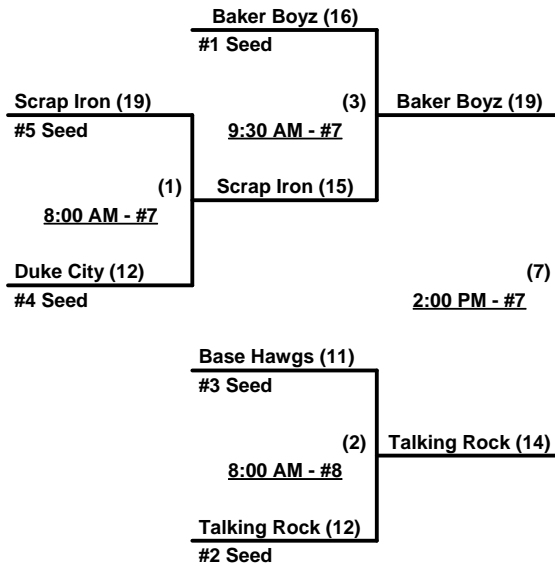 Baker Boyz (16)
#1 Seed
Scrap Iron (19)
#5 Seed
(3)
9:30 AM - #7
Baker Boyz (19)
(1)
8:00 AM - #7
Scrap Iron (15)
Duke City (12)
#4 Seed
(7)
2:00 PM - #7
Base Hawgs (11)
#3 Seed
(2)
8:00 AM - #8
Talking Rock (14)
Talking Rock (12)
#2 Seed